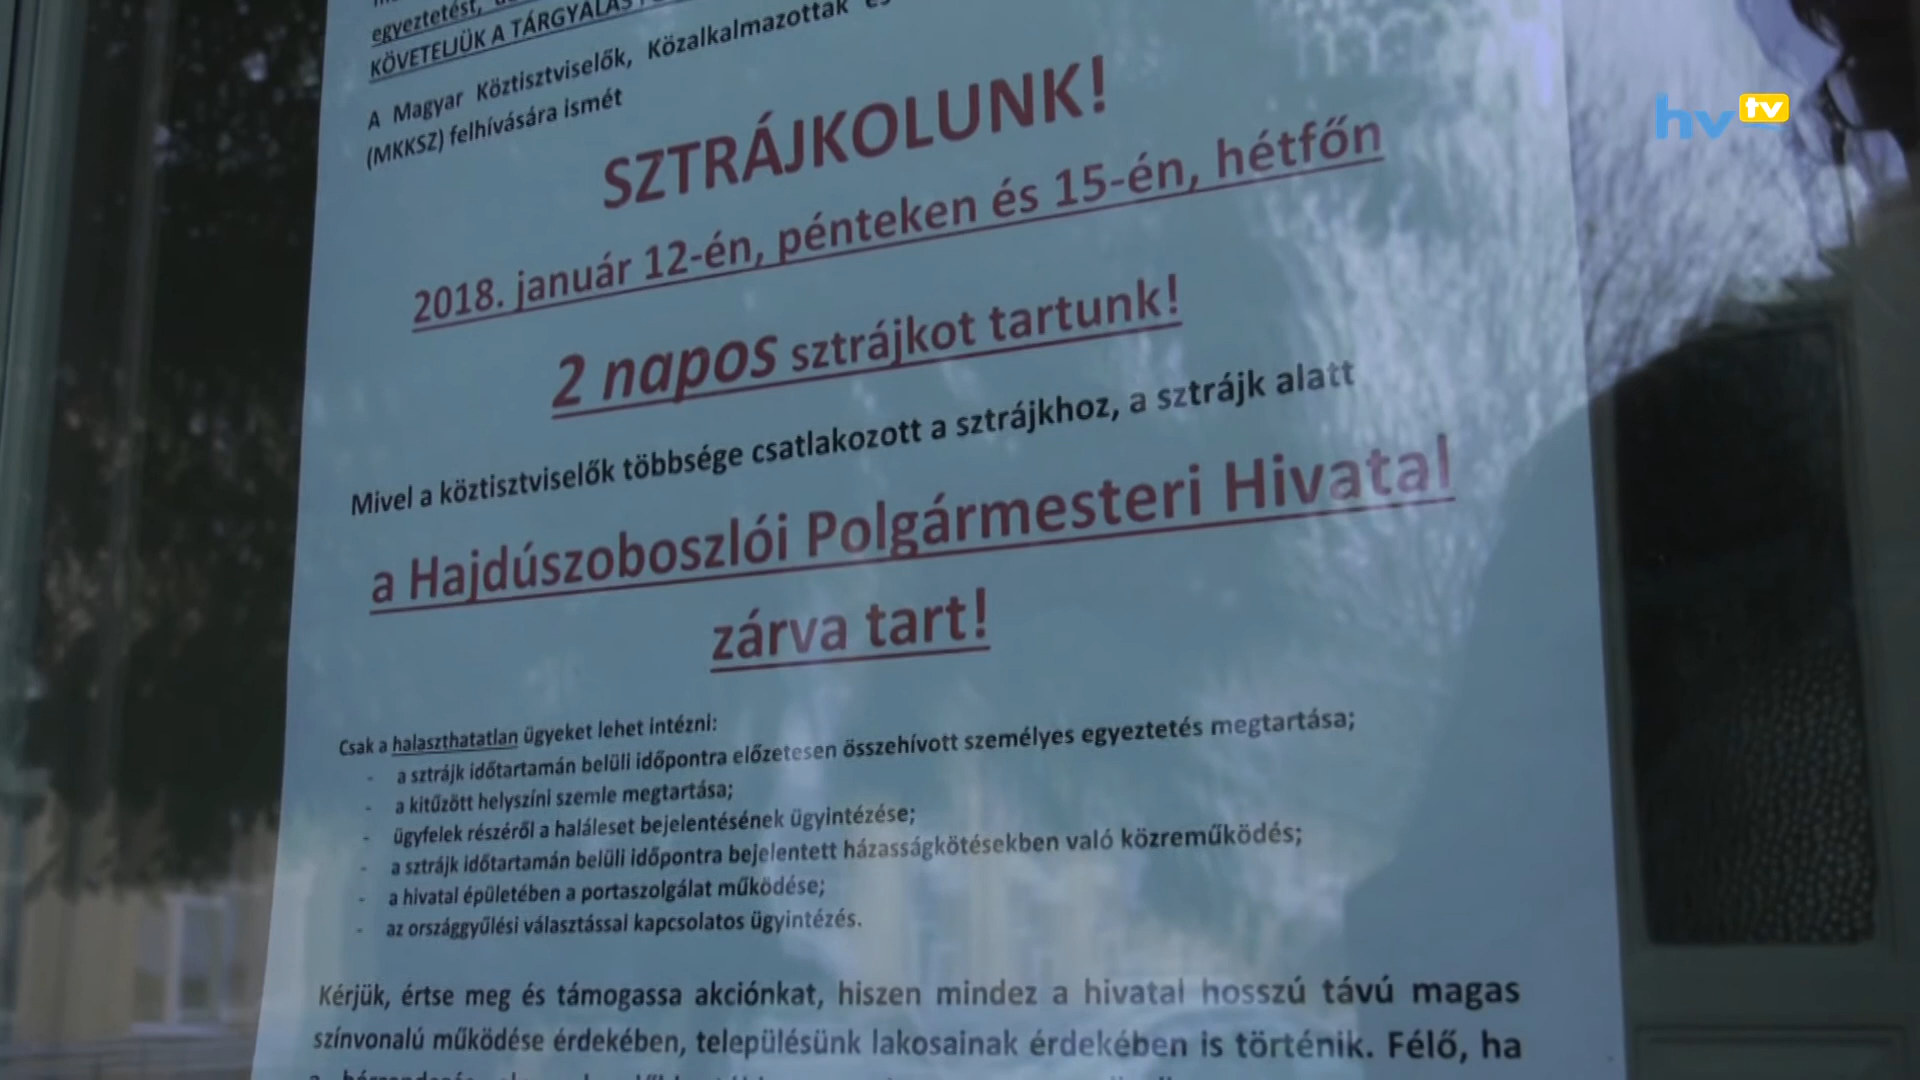 egyeztetést,
KÖVETELJÜK A TÁRGYALÁS
A Magyar Köztisztviselők, Közalkalmazottak és
(MKKSZ) felhívására ismét
SZTRÁJKOLUNK!
2018. január 12-én, pénteken és 15-én, hétfőn
2 napos sztrájkot tartunk!
Mivel a köztisztviselők többsége csatlakozott a sztrájkhoz, a sztrájk alatt
a Hajdúszoboszlói Polgármesteri Hivatal
zárva tart!
Csak a halaszthatatlan ügyeket lehet intézni:
- a sztrájk időtartamán belüli időpontra előzetesen összehívott személyes egyeztetés megtartása;
- a kitűzött helyszíni szemle megtartása;
- ügyfelek részéről a haláleset bejelentésének ügyintézése;
- a sztrájk időtartamán belüli időpontra bejelentett házasságkötésekben való közreműködés;
- a hivatal épületében a portaszolgálat működése;
- az országgyűlési választással kapcsolatos ügyintézés.
Kérjük, értse meg és támogassa akciónkat, hiszen mindez a hivatal hosszú távú magas
színvonalú működése érdekében, településünk lakosainak érdekében is történik. Félő, ha
hv tv